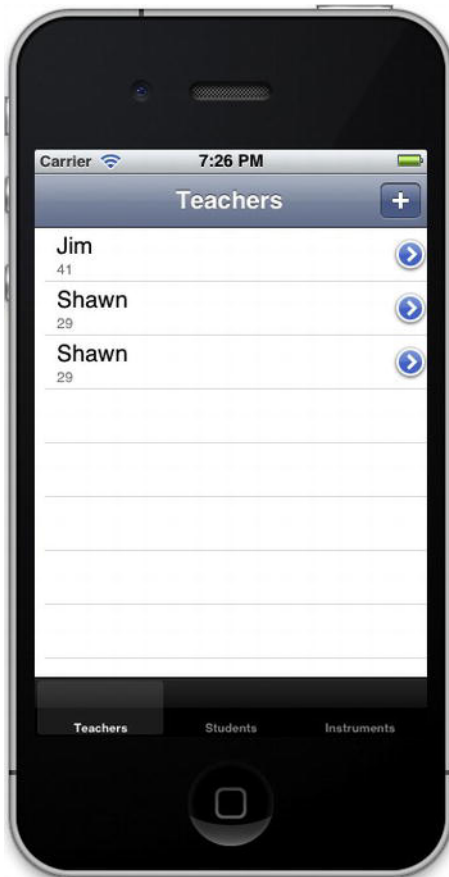 Carrier 7:26 PM
Teachers +
Jim
41
Shawn
29
Shawn
29
Teachers Students Instruments